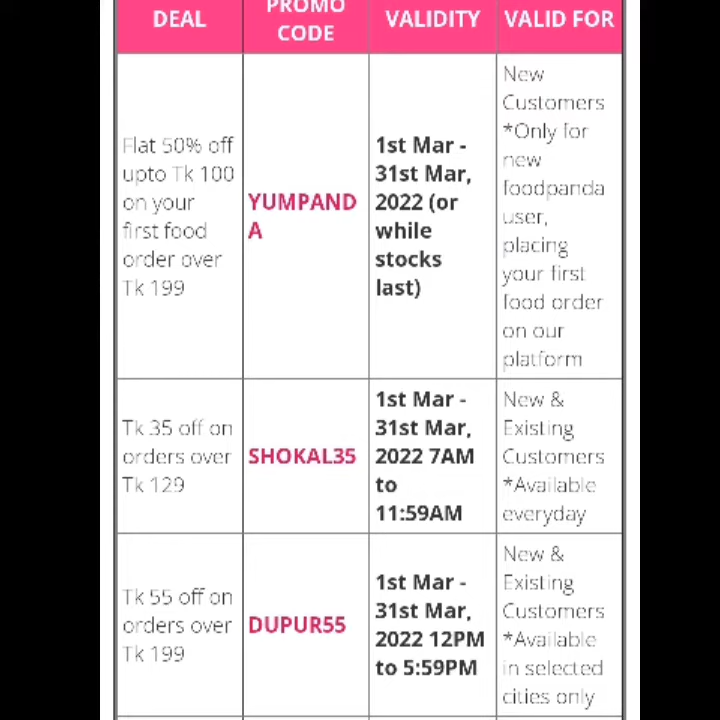 DEAL
PROMO
CODE
VALIDITY
VALID FOR
Flat 50% off
upto Tk 100
on your
first food
order over
Tk 199
YUMPAND
A
1st Mar -
31st Mar,
2022 (or
while
stocks
last)
New
Customers
*Only for
new
foodpanda
user,
placing
your first
food order
on our
platform
Tk 35 off on
orders over
Tk 129
SHOKAL35
1st Mar -
31st Mar,
2022 7AM
to
11:59AM
New &
Existing
Customers
*Available
everyday
Tk 55 off on
orders over
Tk 199
DUPUR55
1st Mar -
31st Mar,
2022 12PM
to 5:59PM
New &
Existing
Customers
*Available
in selected
cities only